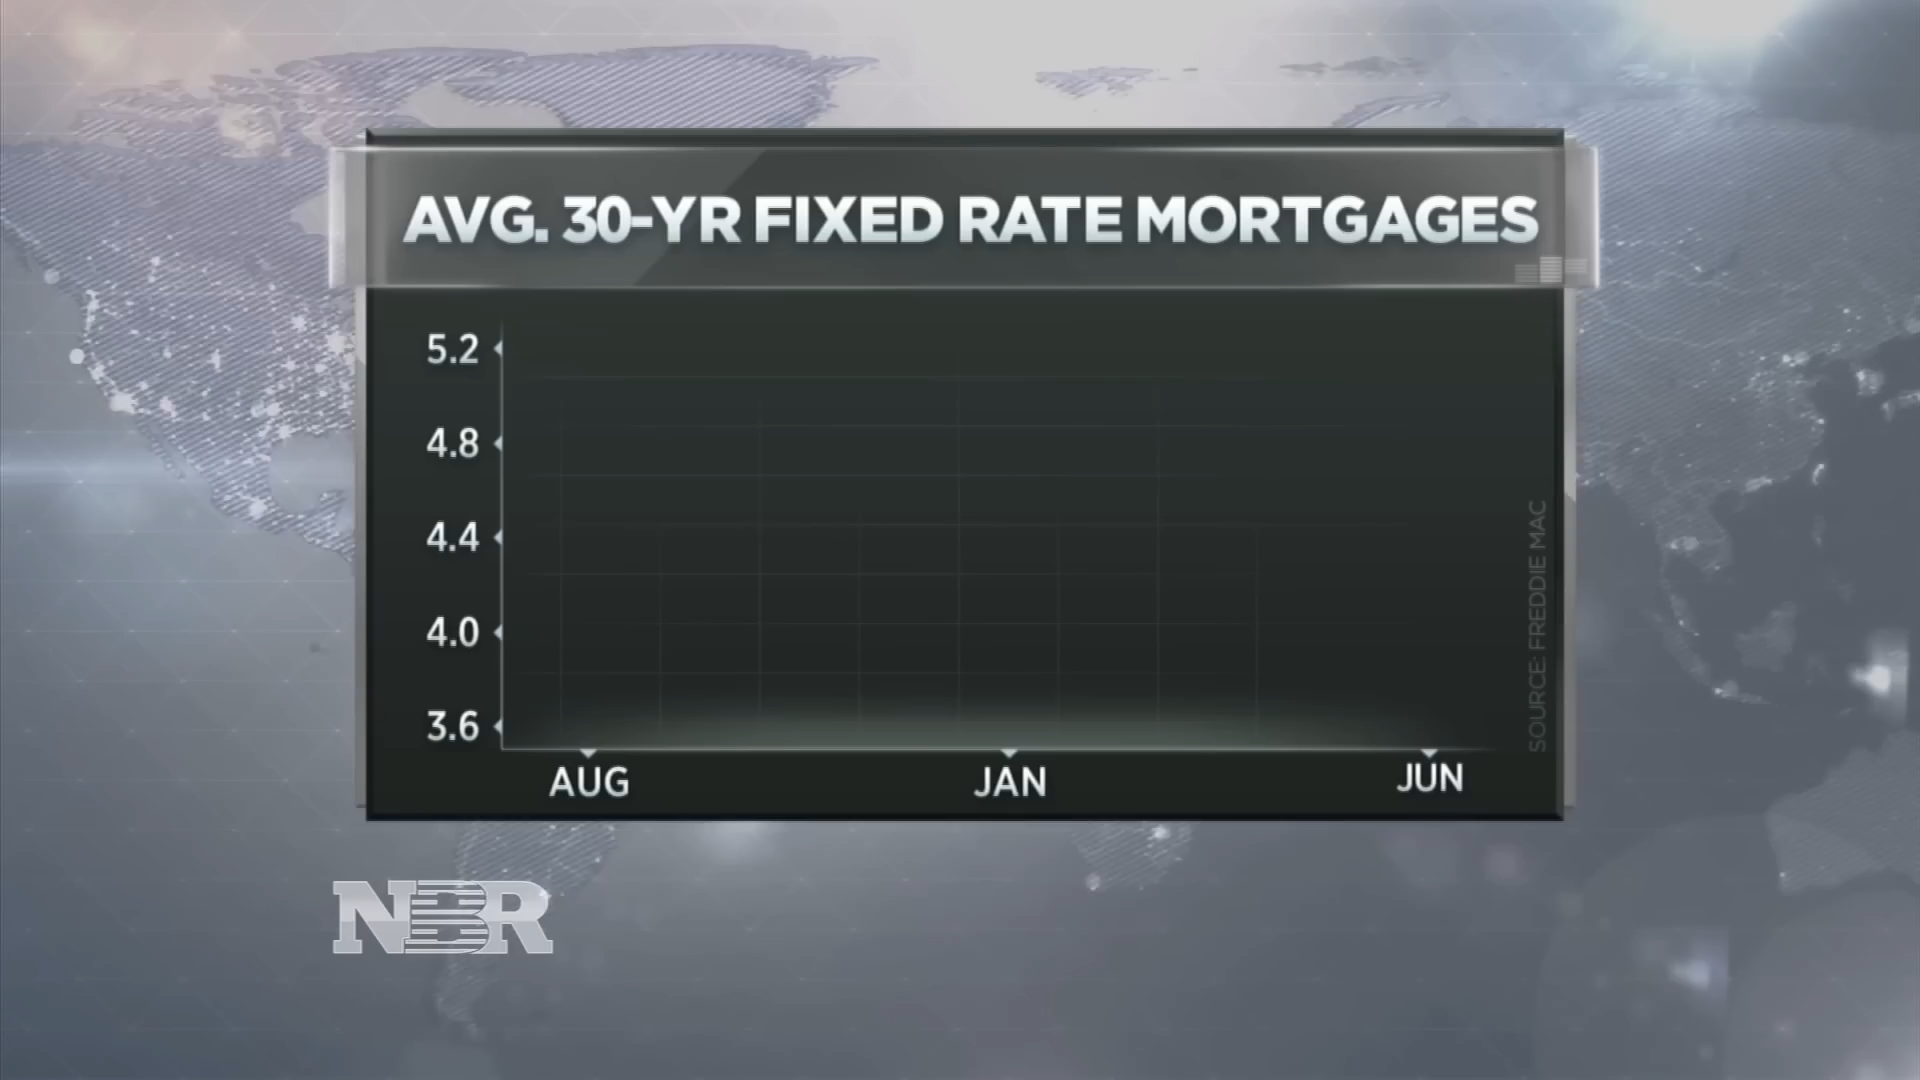 AVG. 30-YR FIXED RATE MORTGAGES
5.2
4.8
4.4
4.0
3.6
AUG JAN JUN
SOURCE: FREDDIE MAC
NBR